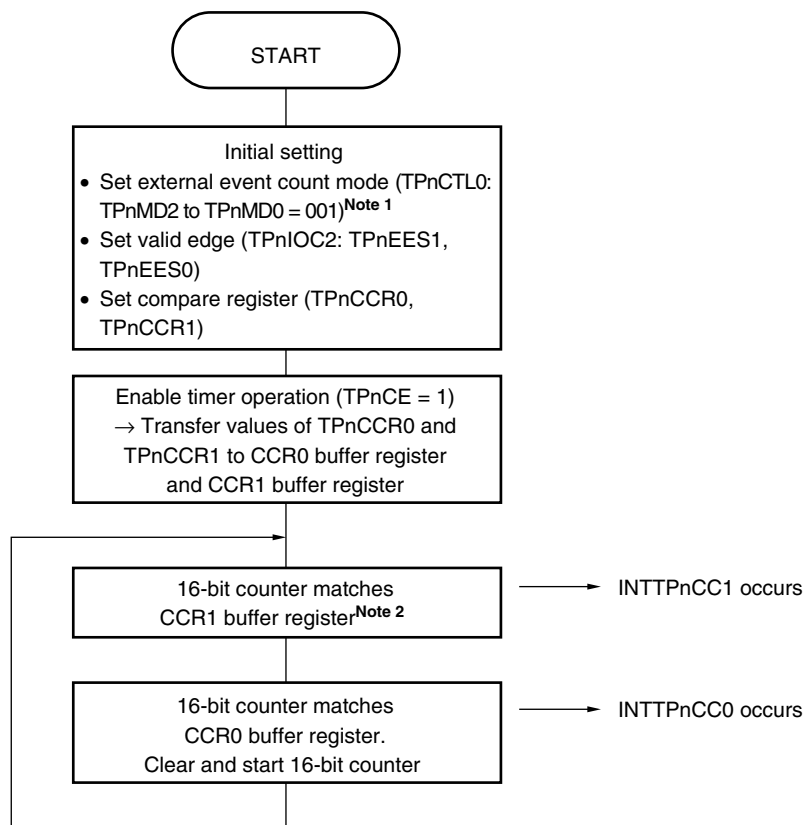 START
Initial setting
• Set external event count mode (TPnCTL0:
TPnMD2 to TPnMD0 = 001)Note 1
• Set valid edge (TPnIOC2: TPnEES1,
TPnEES0)
• Set compare register (TPnCCR0,
TPnCCR1)
Enable timer operation (TPnCE = 1)
→ Transfer values of TPnCCR0 and
TPnCCR1 to CCR0 buffer register
and CCR1 buffer register
16-bit counter matches
CCR1 buffer registerNote 2
INTTPnCC1 occurs
16-bit counter matches
CCR0 buffer register.
Clear and start 16-bit counter
INTTPnCC0 occurs